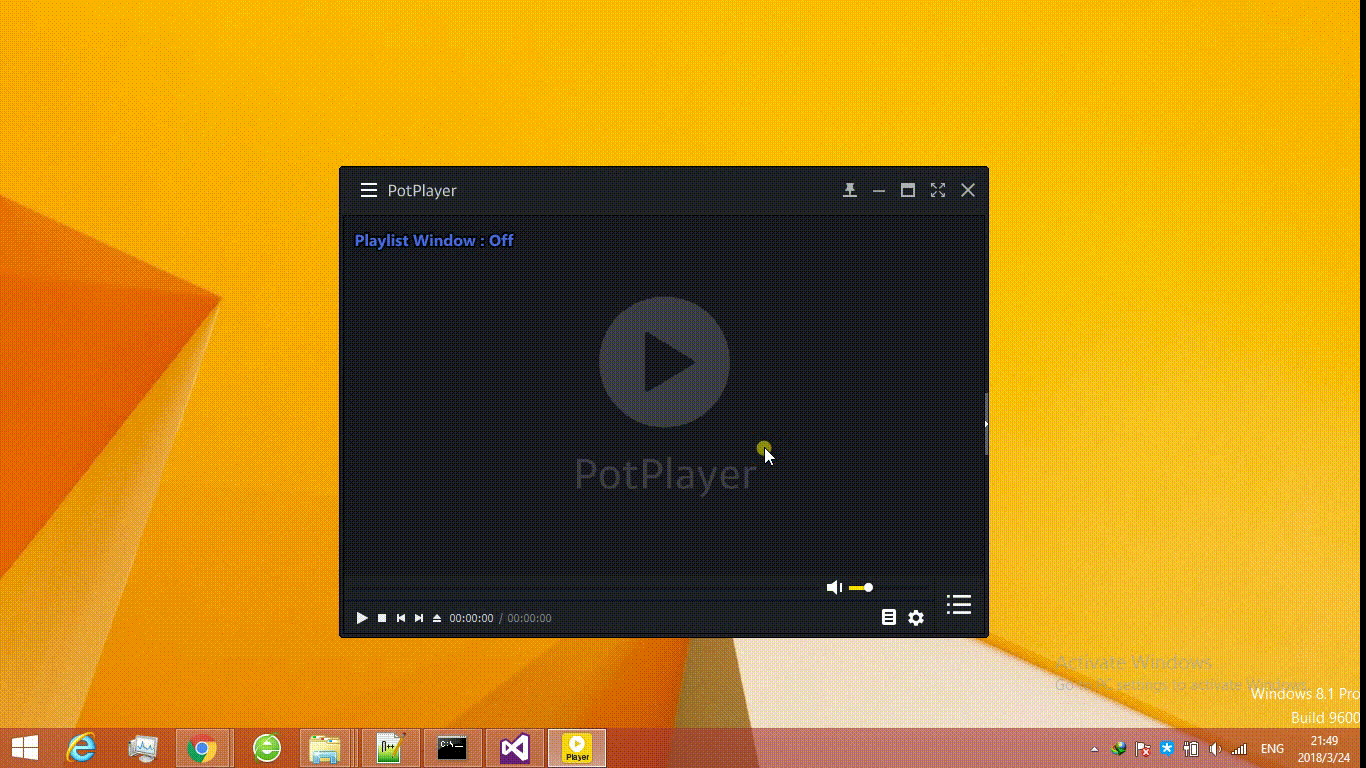 PotPlayer
Playlist Window : Off
PotPlayer
00:00:00 / 00:00:00
Activate Windows
Go to PC settings to activate Windows.
Windows 8.1 Pro
Build 9600
C:\
Player
ENG
21:49
2018/3/24